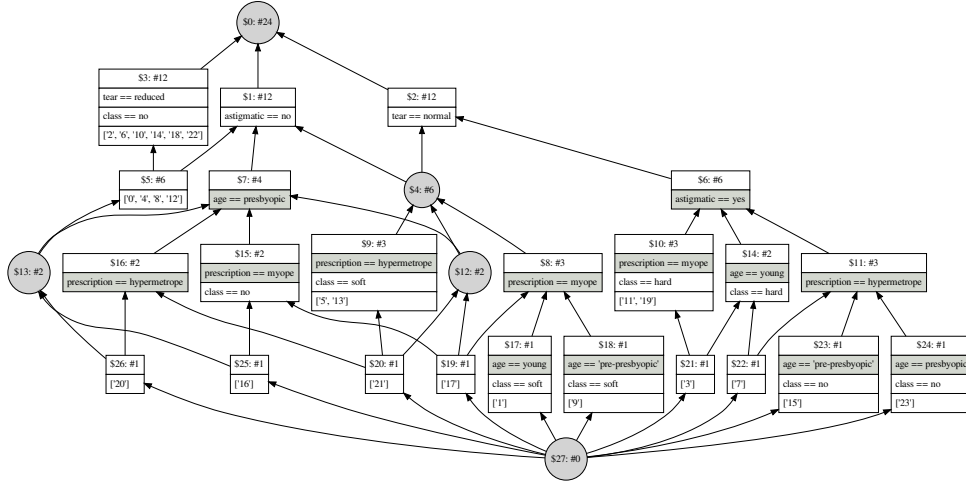 $0: #24
$3: #12
tear == reduced
class == no
['2', '6', '10', '14', '18', '22']
$1: #12
astigmatic == no
$2: #12
tear == normal
$5: #6
['0', '4', '8', '12']
$7: #4
age == presbyopic
$4: #6
$6: #6
astigmatic == yes
$13: #2
$16: #2
prescription == hypermetrope
$15: #2
prescription == myope
class == no
$9: #3
prescription == hypermetrope
class == soft
['5', '13']
$12: #2
$8: #3
prescription == myope
$10: #3
prescription == myope
class == hard
['11', '19']
$14: #2
age == young
class == hard
$11: #3
prescription == hypermetrope
$26: #1
['20']
$25: #1
['16']
$20: #1
['21']
$19: #1
['17']
$17: #1
age == young
class == soft
['1']
$18: #1
age == 'pre-presbyopic'
class == soft
['9']
$21: #1
['3']
$22: #1
['7']
$23: #1
age == 'pre-presbyopic'
class == no
['15']
$24: #1
age == presbyopic
class == no
['23']
$27: #0